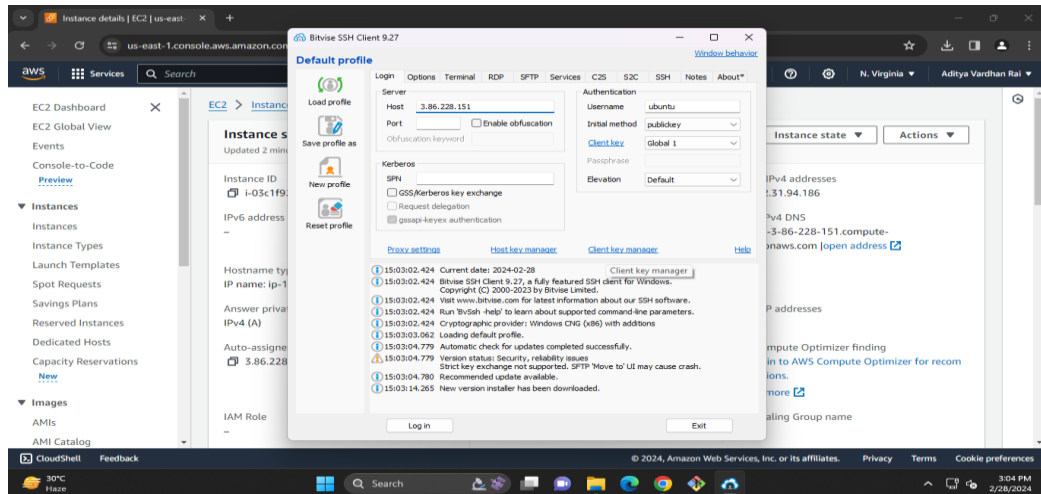 Instance details | EC2 | us-east-
us-east-1.console.aws.amazon.con
aws
Services
Search
N. Virginia
Aditya Vardhan Rai
EC2 Dashboard
EC2 Global View
Events
Console-to-Code
Preview
Instances
Instances
Instance Types
Launch Templates
Spot Requests
Savings Plans
Reserved Instances
Dedicated Hosts
Capacity Reservations
New
Images
AMIs
AMI Catalog
EC2 > Instanc
Instance s
Updated 2 min
Instance ID
i-03c1f9
IPv6 address
–
Hostname ty
IP name: ip-1
Answer priva
IPv4 (A)
Auto-assigne
3.86.228
IAM Role
–
Bitvise SSH Client 9.27
Default profile
Window behavior
Load profile
Save profile as
New profile
Reset profile
Login Options Terminal RDP SFTP Services C2S S2C SSH Notes About*
Server
Host 3.86.228.151
Port Enable obfuscation
Obfuscation keyword
Kerberos
SPN
GSS/Kerberos key exchange
Request delegation
gssapi-keyex authentication
Authentication
Username ubuntu
Initial method publickey
Client key Global 1
Passphrase
Elevation Default
Proxy settings Host key manager Client key manager Help
Client key manager
15:03:02.424 Current date: 2024-02-28
15:03:02.424 Bitvise SSH Client 9.27, a fully featured SSH client for Windows.
Copyright (C) 2000-2023 by Bitvise Limited.
15:03:02.424 Visit www.bitvise.com for latest information about our SSH software.
15:03:02.424 Run 'BvSsh -help' to learn about supported command-line parameters.
15:03:02.424 Cryptographic provider: Windows CNG (x86) with additions
15:03:03.062 Loading default profile.
15:03:04.779 Automatic check for updates completed successfully.
15:03:04.779 Version status: Security, reliability issues
Strict key exchange not supported. SFTP 'Move to' UI may cause crash.
15:03:04.780 Recommended update available.
15:03:14.265 New version installer has been downloaded.
Log in
Exit
Instance state
Actions
IPv4 addresses
.31.94.186
Pv4 DNS
-3-86-228-151.compute-
onaws.com |open address
P addresses
mpute Optimizer finding
in to AWS Compute Optimizer for recom
ions.
more
aling Group name
CloudShell Feedback
© 2024, Amazon Web Services, Inc. or its affiliates. Privacy Terms Cookie preferences
30°C
Haze
Search
3:04 PM
2/28/2024